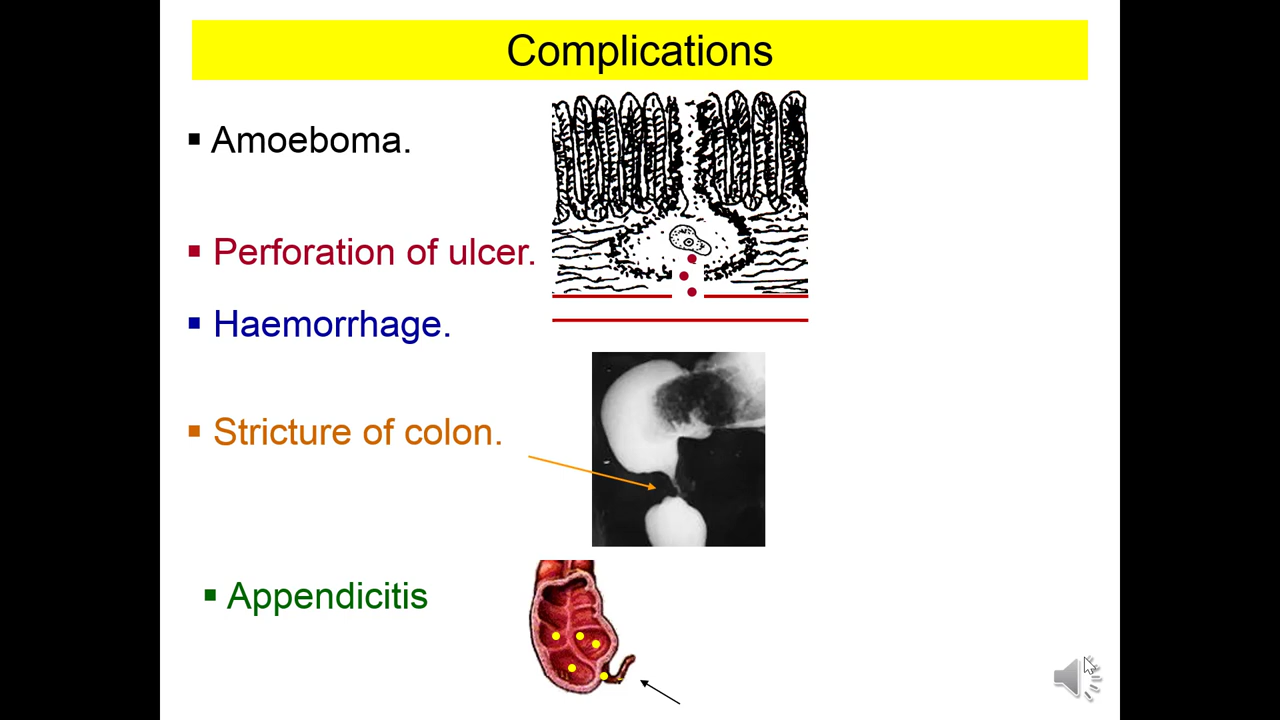 Complications
▪ Amoeboma.
▪ Perforation of ulcer.
▪ Haemorrhage.
▪ Stricture of colon.
▪ Appendicitis